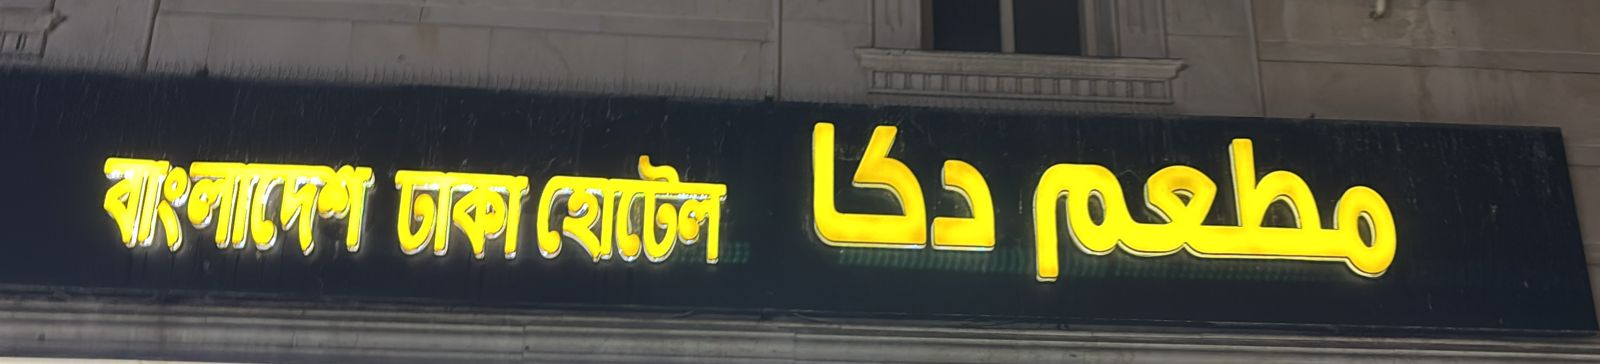 বাংলাদেশ ঢাকা হোটেল مطعم دكا